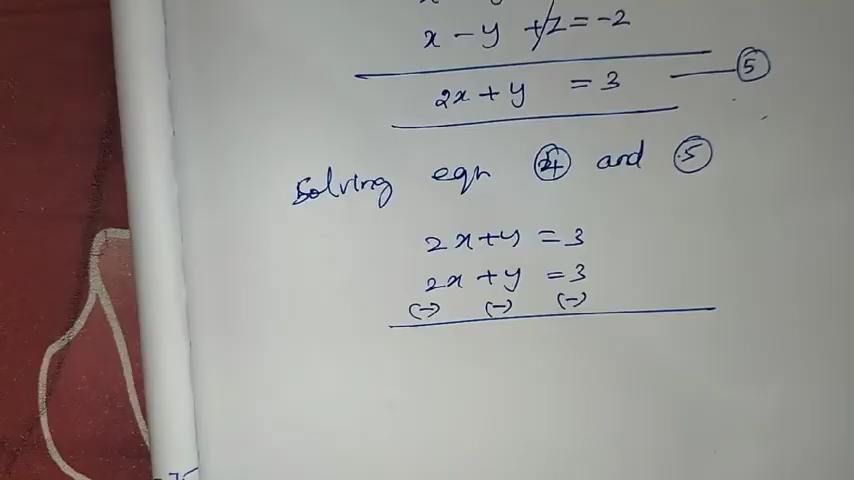 x - y + z = -2
2x + y = 3 — ⑤
Solving eqn ④ and ⑤
2x + y = 3
2x + y = 3
(-) (-) (-)